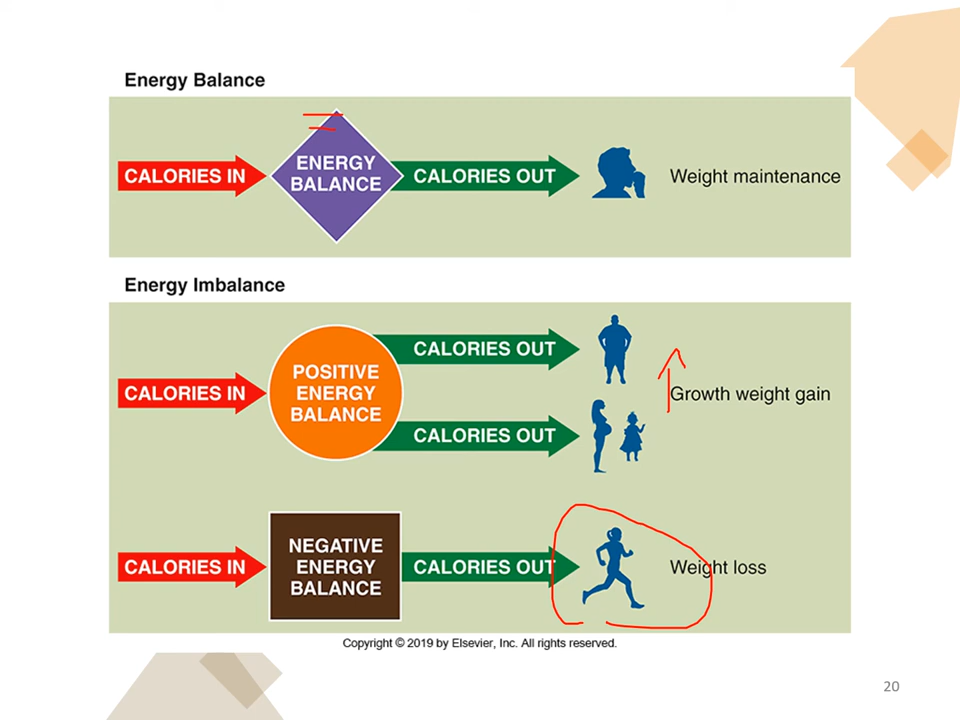 Energy Balance
CALORIES IN
ENERGY
BALANCE
CALORIES OUT
Weight maintenance
Energy Imbalance
CALORIES IN
POSITIVE
ENERGY
BALANCE
CALORIES OUT
CALORIES OUT
Growth weight gain
CALORIES IN
NEGATIVE
ENERGY
BALANCE
CALORIES OUT
Weight loss
Copyright © 2019 by Elsevier, Inc. All rights reserved.
20